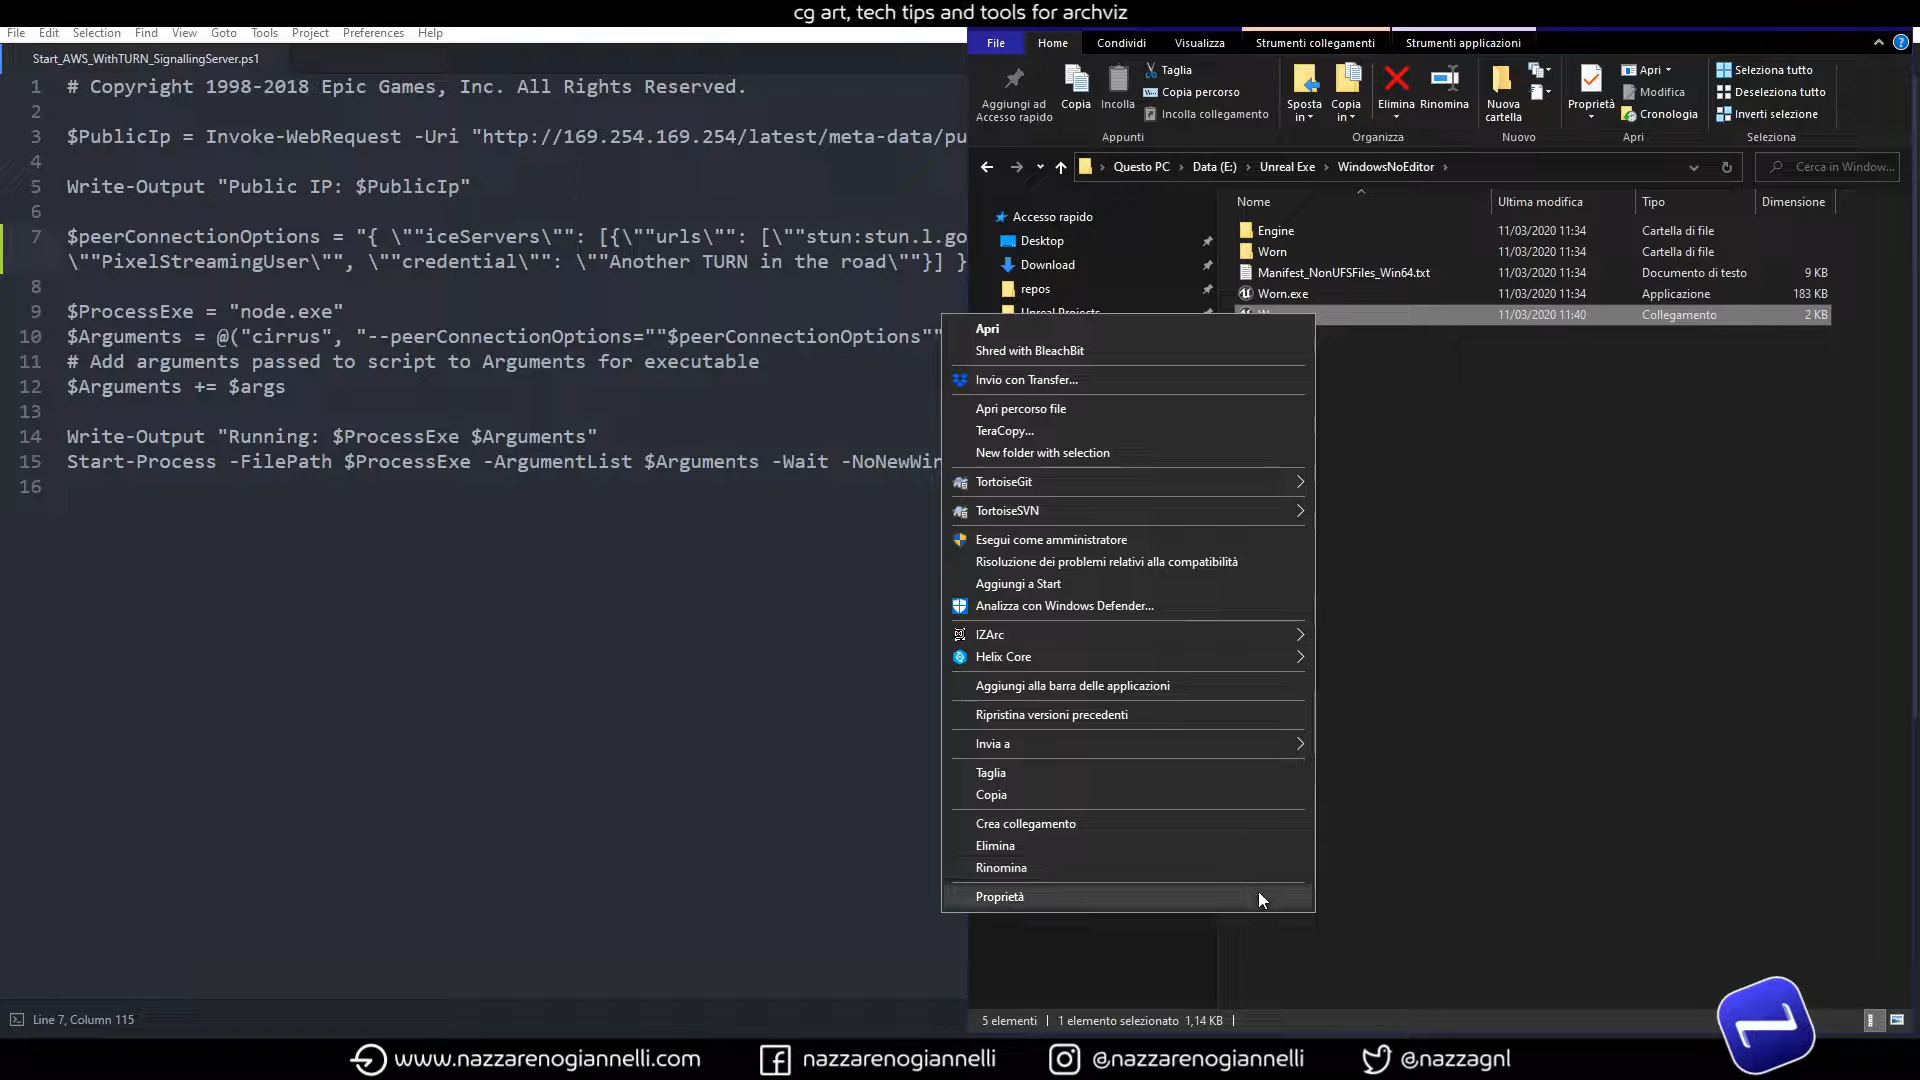 cg art, tech tips and tools for archviz
File Edit Selection Find View Goto Tools Project Preferences Help
Start_AWS_WithTURN_SignallingServer.ps1
1 # Copyright 1998-2018 Epic Games, Inc. All Rights Reserved.
2
3 $PublicIp = Invoke-WebRequest -Uri "http://169.254.169.254/latest/meta-data/pu
4
5 Write-Output "Public IP: $PublicIp"
6
7 $peerConnectionOptions = "{ \""iceServers\"": [{\""urls\"": [\""stun:stun.l.go
\""PixelStreamingUser\"", \""credential\"": \""Another TURN in the road\""}] }
8
9 $ProcessExe = "node.exe"
10 $Arguments = @("cirrus", "--peerConnectionOptions=""$peerConnectionOptions""
11 # Add arguments passed to script to Arguments for executable
12 $Arguments += $args
13
14 Write-Output "Running: $ProcessExe $Arguments"
15 Start-Process -FilePath $ProcessExe -ArgumentList $Arguments -Wait -NoNewWin
16
Line 7, Column 115
File Home Condividi Visualizza Strumenti collegamenti Strumenti applicazioni
Aggiungi ad Accesso rapido
Copia
Incolla
Taglia
Copia percorso
Incolla collegamento
Appunti
Sposta in
Copia in
Elimina
Rinomina
Organizza
Nuova cartella
Nuovo
Proprietà
Apri
Modifica
Cronologia
Apri
Seleziona tutto
Deseleziona tutto
Inverti selezione
Seleziona
Questo PC Data (E:) Unreal Exe WindowsNoEditor
Cerca in Window...
Nome Ultima modifica Tipo Dimensione
Accesso rapido
Desktop
Download
repos
Unreal Projects
Engine 11/03/2020 11:34 Cartella di file
Worn 11/03/2020 11:34 Cartella di file
Manifest_NonUFSFiles_Win64.txt 11/03/2020 11:34 Documento di testo 9 KB
Worn.exe 11/03/2020 11:34 Applicazione 183 KB
11/03/2020 11:40 Collegamento 2 KB
Apri
Shred with BleachBit
Invio con Transfer...
Apri percorso file
TeraCopy...
New folder with selection
TortoiseGit
TortoiseSVN
Esegui come amministratore
Risoluzione dei problemi relativi alla compatibilità
Aggiungi a Start
Analizza con Windows Defender...
IZArc
Helix Core
Aggiungi alla barra delle applicazioni
Ripristina versioni precedenti
Invia a
Taglia
Copia
Crea collegamento
Elimina
Rinomina
Proprietà
5 elementi 1 elemento selezionato 1,14 KB
www.nazzarenogiannelli.com nazzarenogiannelli @nazzarenogiannelli @nazzagnl